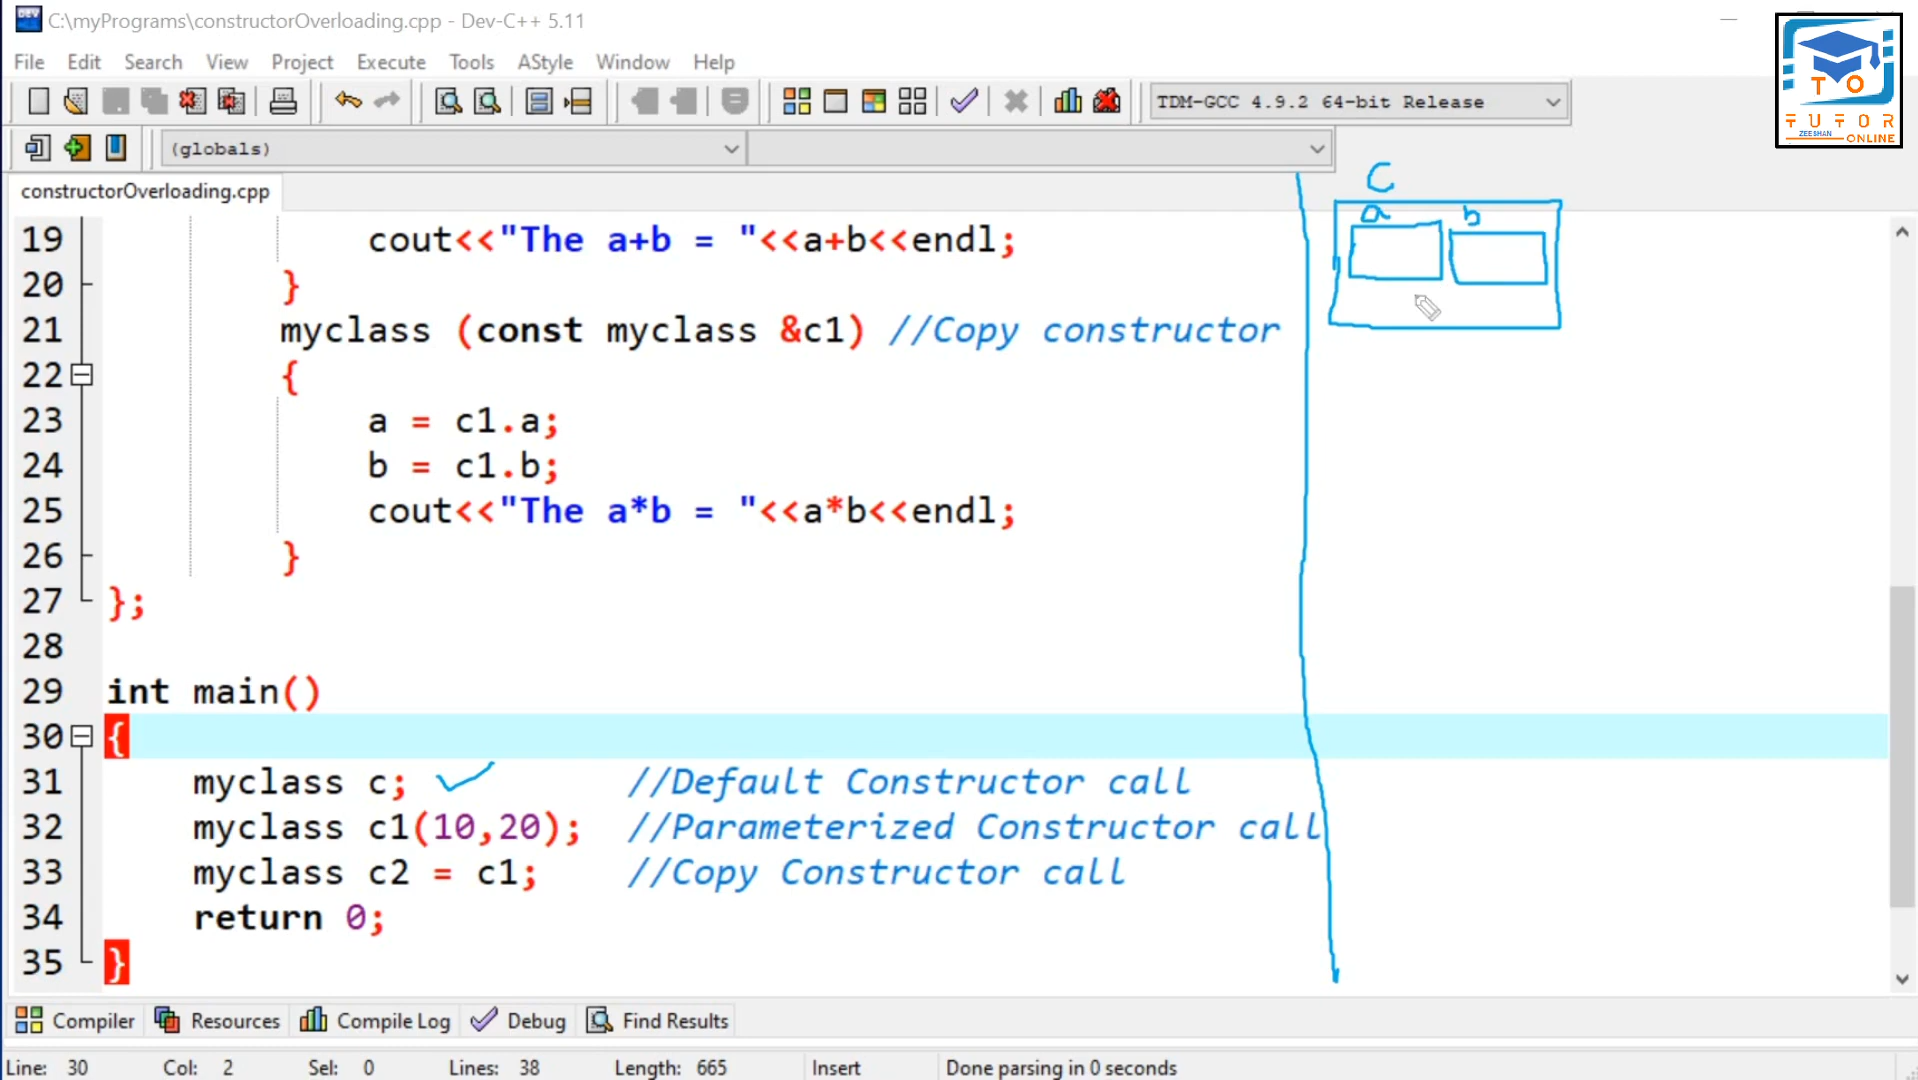 C:\myPrograms\constructorOverloading.cpp - Dev-C++ 5.11
File Edit Search View Project Execute Tools AStyle Window Help
TDM-GCC 4.9.2 64-bit Release
TO
TUTOR
ZEESHAN ONLINE
(globals)
constructorOverloading.cpp
C
a b
19 cout<<"The a+b = "<<a+b<<endl;
20 }
21 myclass (const myclass &c1) //Copy constructor
22 {
23 a = c1.a;
24 b = c1.b;
25 cout<<"The a*b = "<<a*b<<endl;
26 }
27 };
28
29 int main()
30 {
31 myclass c; //Default Constructor call
32 myclass c1(10,20); //Parameterized Constructor call
33 myclass c2 = c1; //Copy Constructor call
34 return 0;
35 }
Compiler Resources Compile Log Debug Find Results
Line: 30 Col: 2 Sel: 0 Lines: 38 Length: 665 Insert Done parsing in 0 seconds